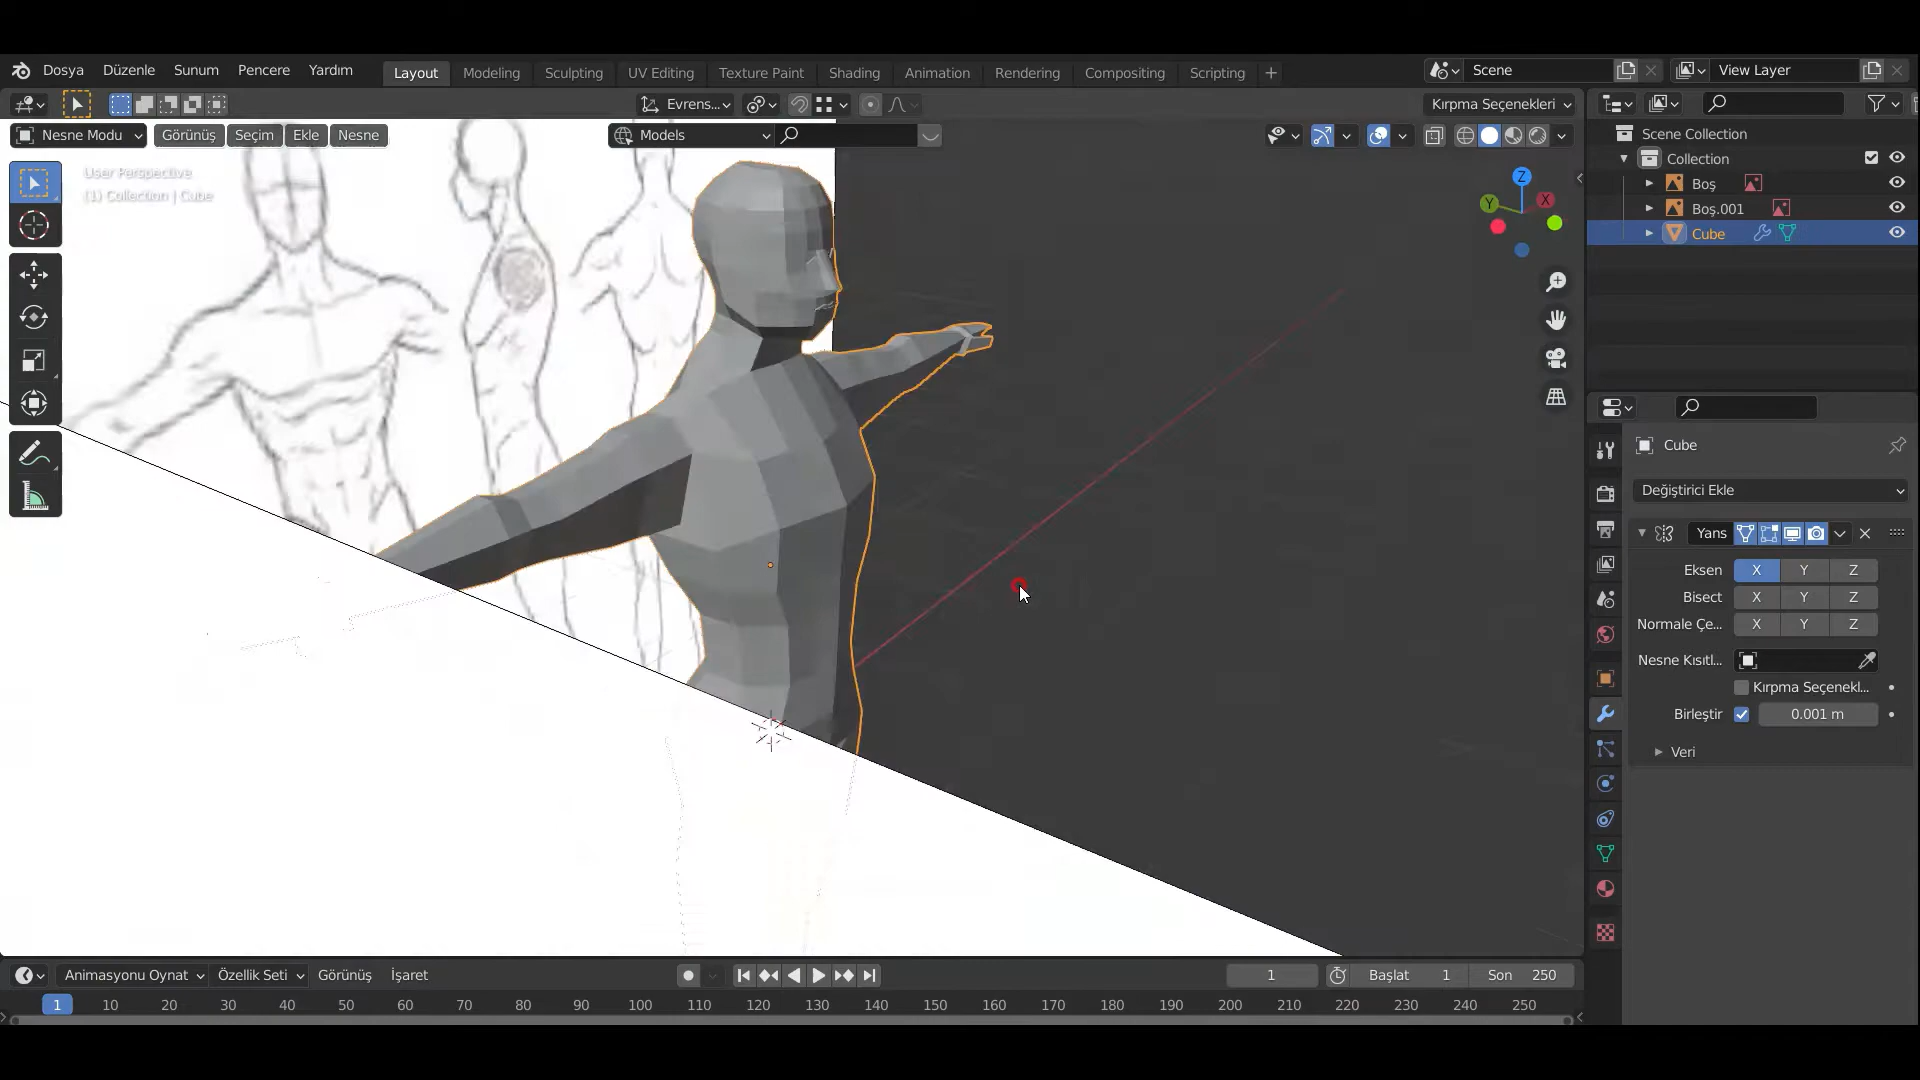 Dosya Düzenle Sunum Pencere Yardım Layout Modeling Sculpting UV Editing Texture Paint Shading Animation Rendering Compositing Scripting + Scene View Layer
Evrens... Kırpma Seçenekleri
Nesne Modu Görünüş Seçim Ekle Nesne Models
User Perspective
(1) Collection | Cube
Z
Y
X
Scene Collection
Collection
Boş
Boş.001
Cube
Cube
Değiştirici Ekle
Yans
Eksen X Y Z
Bisect X Y Z
Normale Çe... X Y Z
Nesne Kısıtl...
Kırpma Seçenekl...
Birleştir 0.001 m
Veri
Animasyonu Oynat Özellik Seti Görünüş İşaret 1 Başlat 1 Son 250
1 10 20 30 40 50 60 70 80 90 100 110 120 130 140 150 160 170 180 190 200 210 220 230 240 250